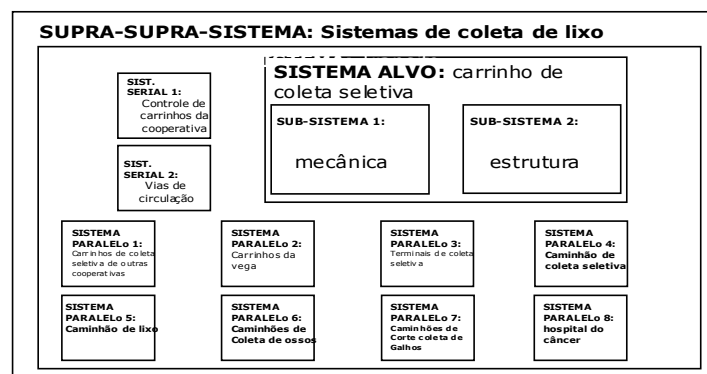 SUPRA-SUPRA-SISTEMA: Sistemas de coleta de lixo
SISTEMA ALVO: carrinho de
coleta seletiva
SIST.
SERIAL 1:
Controle de
carrinhos da
cooperativa
SUB-SISTEMA 1:
mecânica
SUB-SISTEMA 2:
estrutura
SIST.
SERIAL 2:
Vias de
circulação
SISTEMA
PARALELo 1:
Carrinhos de coleta
seletiva de outras
cooperativas
SISTEMA
PARALELo 2:
Carrinhos da
vega
SISTEMA
PARALELo 3:
Terminais de coleta
seletiva
SISTEMA
PARALELo 4:
Caminhão de
coleta seletiva
SISTEMA
PARALELo 5:
Caminhão de lixo
SISTEMA
PARALELo 6:
Caminhões de
Coleta de ossos
SISTEMA
PARALELo 7:
Caminhões de
Corte coleta de
Galhos
SISTEMA
PARALELo 8:
hospital do
câncer